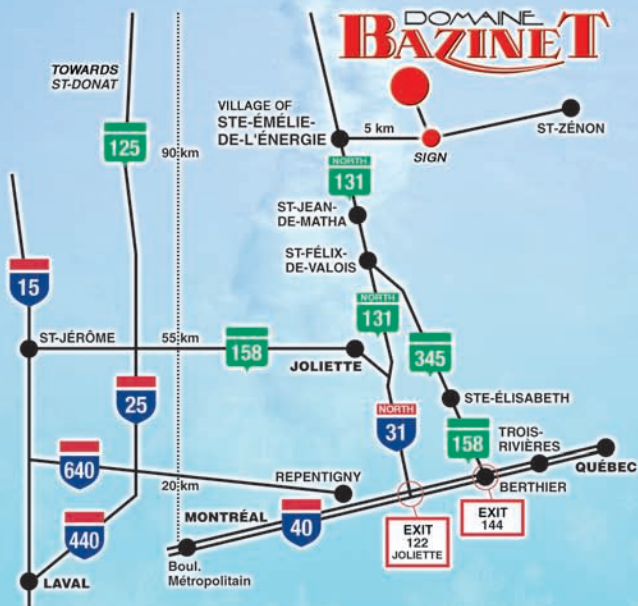 DOMAINE
BAZINET
TOWARDS
ST-DONAT
125
90 km
VILLAGE OF
STE-ÉMÉLIE-
DE-L'ÉNERGIE
5 km
SIGN
ST-ZÉNON
NORTH
131
ST-JEAN-
DE-MATHA
ST-FÉLIX-
DE-VALOIS
15
NORTH
131
ST-JÉRÔME
55 km
158
JOLIETTE
345
25
STE-ÉLISABETH
NORTH
31
158
TROIS-
RIVIÈRES
QUÉBEC
640
20 km
REPENTIGNY
BERTHIER
440
MONTRÉAL
40
EXIT
122
JOLIETTE
EXIT
144
Boul.
Métropolitain
LAVAL